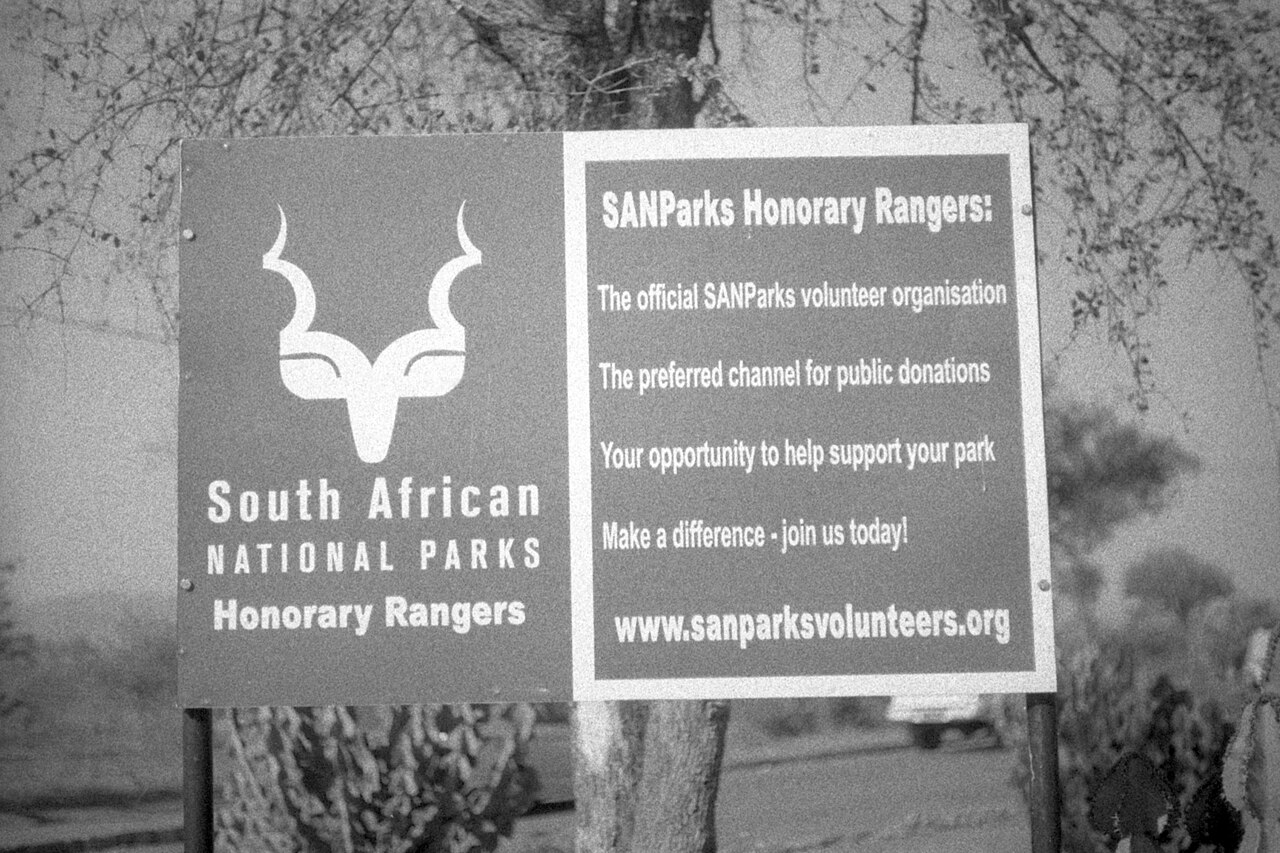 South African
NATIONAL PARKS
Honorary Rangers
SANParks Honorary Rangers:
The official SANParks volunteer organisation
The preferred channel for public donations
Your opportunity to help support your park
Make a difference - join us today!
www.sanparksvolunteers.org